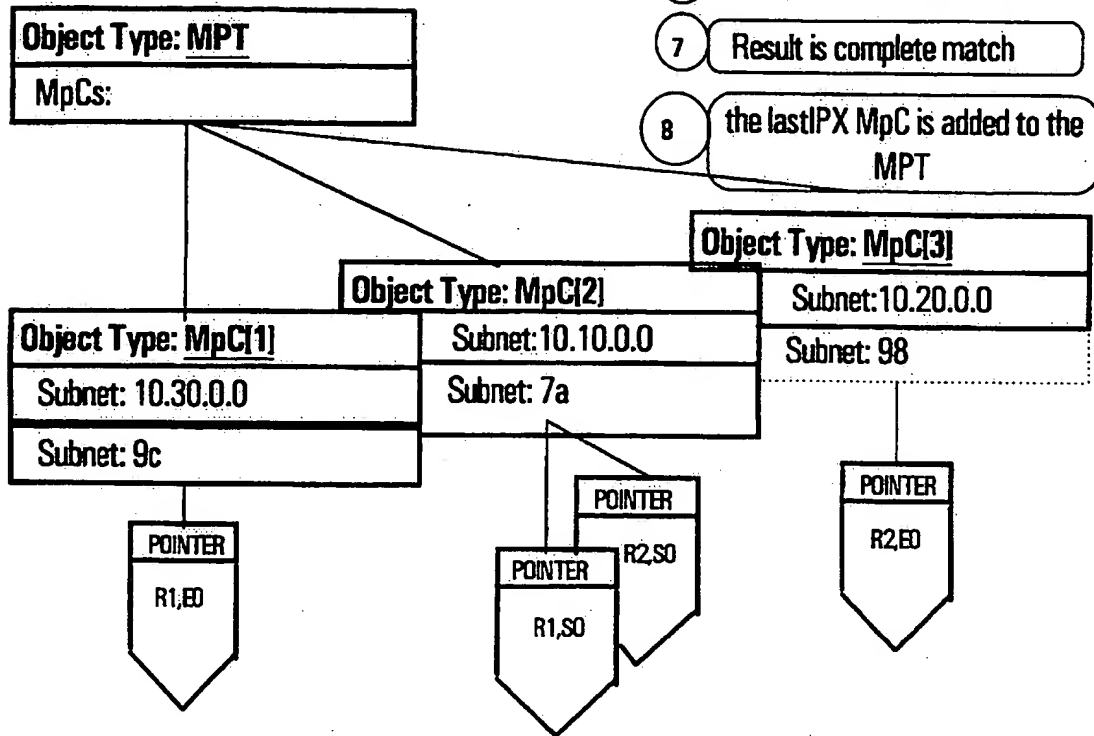 Object Type: MPT
MpCs:
7
Result is complete match
8
the lastIPX MpC is added to the
MPT
Object Type: MpC[3]
Subnet:10.20.0.0
Subnet: 98
Object Type: MpC[2]
Subnet:10.10.0.0
Subnet: 7a
Object Type: MpC[1]
Subnet: 10.30.0.0
Subnet: 9c
POINTER
R1,E0
POINTER
R1,S0
POINTER
R2,S0
POINTER
R2,E0